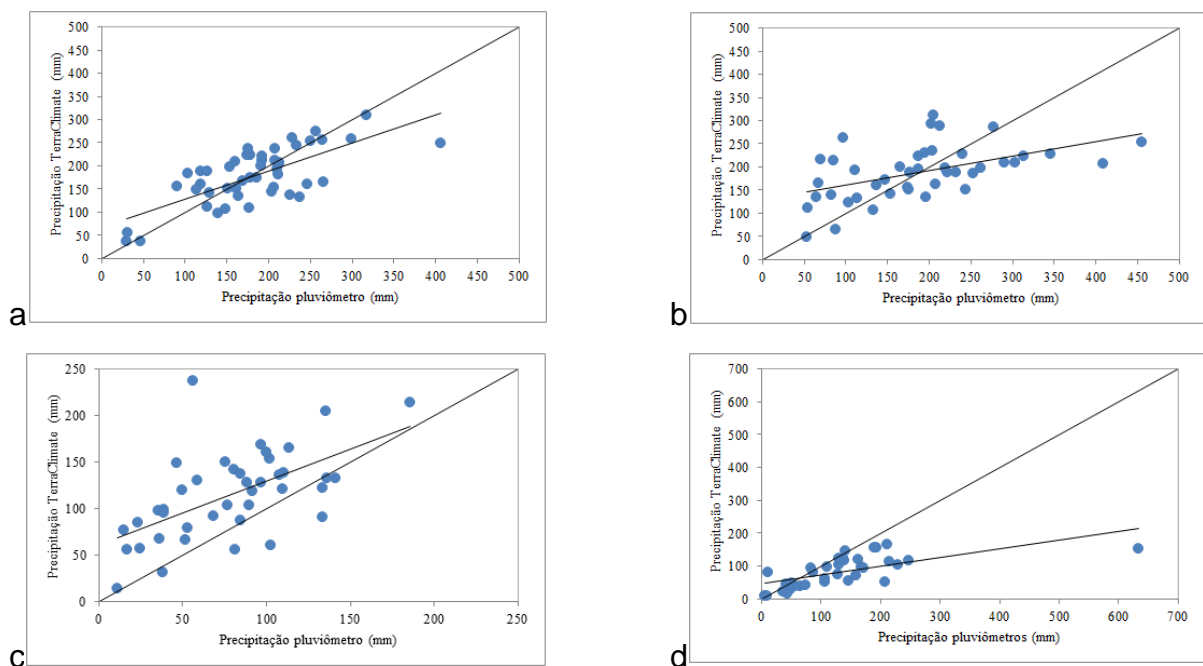 500
450
400
350
300
250
200
150
100
50
0
Precipitação TerraClimate (mm)
0 50 100 150 200 250 300 350 400 450 500
Precipitação pluviômetro (mm)
a
500
450
400
350
300
250
200
150
100
50
0
Precipitação TerraClimate (mm)
0 50 100 150 200 250 300 350 400 450 500
Precipitação pluviômetro (mm)
b
250
200
150
100
50
0
Precipitação TerraClimate (mm)
0 50 100 150 200 250
Precipitação pluviômetro (mm)
c
700
600
500
400
300
200
100
0
Precipitação TerraClimate (mm)
0 100 200 300 400 500 600 700
Precipitação pluviômetros (mm)
d